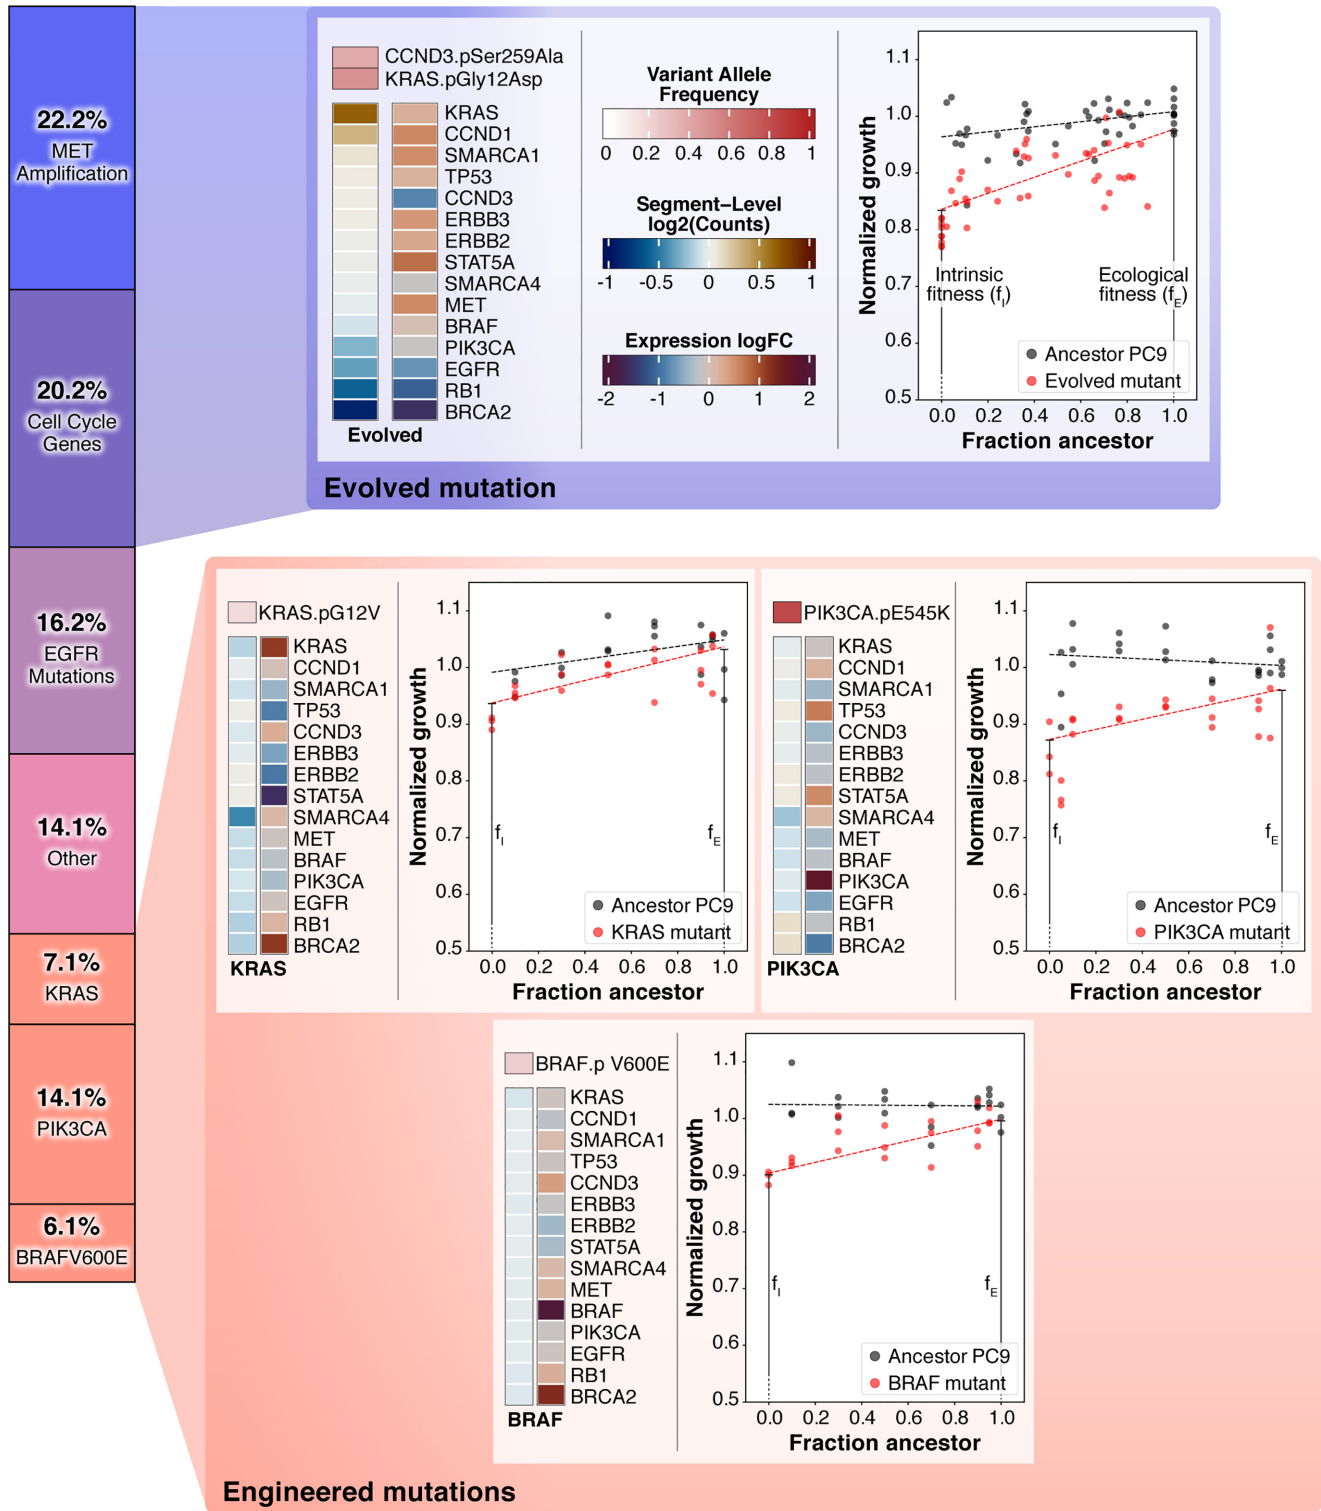 22.2%
MET
Amplification
20.2%
Cell Cycle
Genes
16.2%
EGFR
Mutations
14.1%
Other
7.1%
KRAS
14.1%
PIK3CA
6.1%
BRAFV600E
CCND3.pSer259Ala
KRAS.pGly12Asp
KRAS
CCND1
SMARCA1
TP53
CCND3
ERBB3
ERBB2
STAT5A
SMARCA4
MET
BRAF
PIK3CA
EGFR
RB1
BRCA2
Evolved
Variant Allele
Frequency
0 0.2 0.4 0.6 0.8 1
Segment–Level
log2(Counts)
-1 -0.5 0 0.5 1
Expression logFC
-2 -1 0 1 2
Normalized growth
1.1
1.0
0.9
0.8
0.7
0.6
0.5
Intrinsic
fitness (fI)
Ecological
fitness (fE)
Ancestor PC9
Evolved mutant
0.0 0.2 0.4 0.6 0.8 1.0
Fraction ancestor
Evolved mutation
KRAS.pG12V
KRAS
CCND1
SMARCA1
TP53
CCND3
ERBB3
ERBB2
STAT5A
SMARCA4
MET
BRAF
PIK3CA
EGFR
RB1
BRCA2
KRAS
Normalized growth
1.1
1.0
0.9
0.8
0.7
0.6
0.5
fI
fE
Ancestor PC9
KRAS mutant
0.0 0.2 0.4 0.6 0.8 1.0
Fraction ancestor
PIK3CA.pE545K
KRAS
CCND1
SMARCA1
TP53
CCND3
ERBB3
ERBB2
STAT5A
SMARCA4
MET
BRAF
PIK3CA
EGFR
RB1
BRCA2
PIK3CA
Normalized growth
1.1
1.0
0.9
0.8
0.7
0.6
0.5
fI
fE
Ancestor PC9
PIK3CA mutant
0.0 0.2 0.4 0.6 0.8 1.0
Fraction ancestor
BRAF.p V600E
KRAS
CCND1
SMARCA1
TP53
CCND3
ERBB3
ERBB2
STAT5A
SMARCA4
MET
BRAF
PIK3CA
EGFR
RB1
BRCA2
BRAF
Normalized growth
1.1
1.0
0.9
0.8
0.7
0.6
0.5
fI
fE
Ancestor PC9
BRAF mutant
0.0 0.2 0.4 0.6 0.8 1.0
Fraction ancestor
Engineered mutations